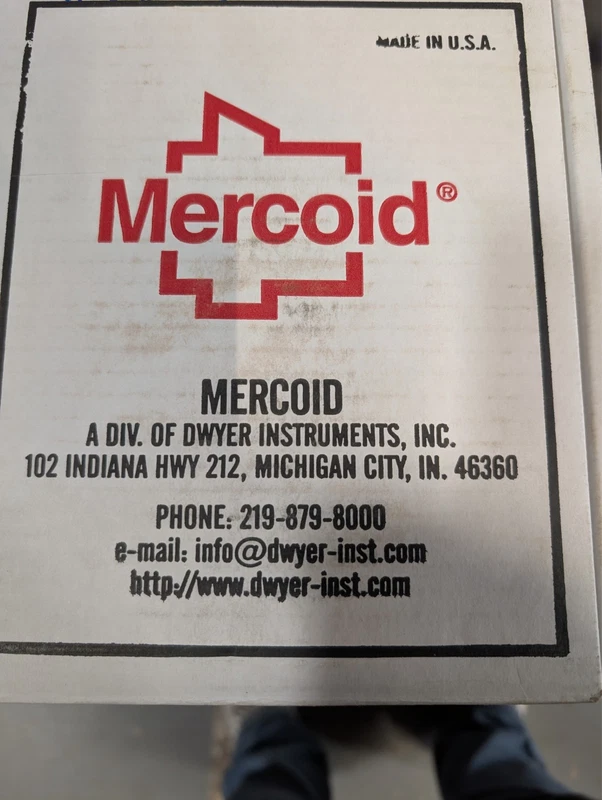 MADE IN U.S.A.
Mercoid®
MERCOID
A DIV. OF DWYER INSTRUMENTS, INC.
102 INDIANA HWY 212, MICHIGAN CITY, IN. 46360
PHONE: 219-879-8000
e-mail: info@dwyer-inst.com
http://www.dwyer-inst.com